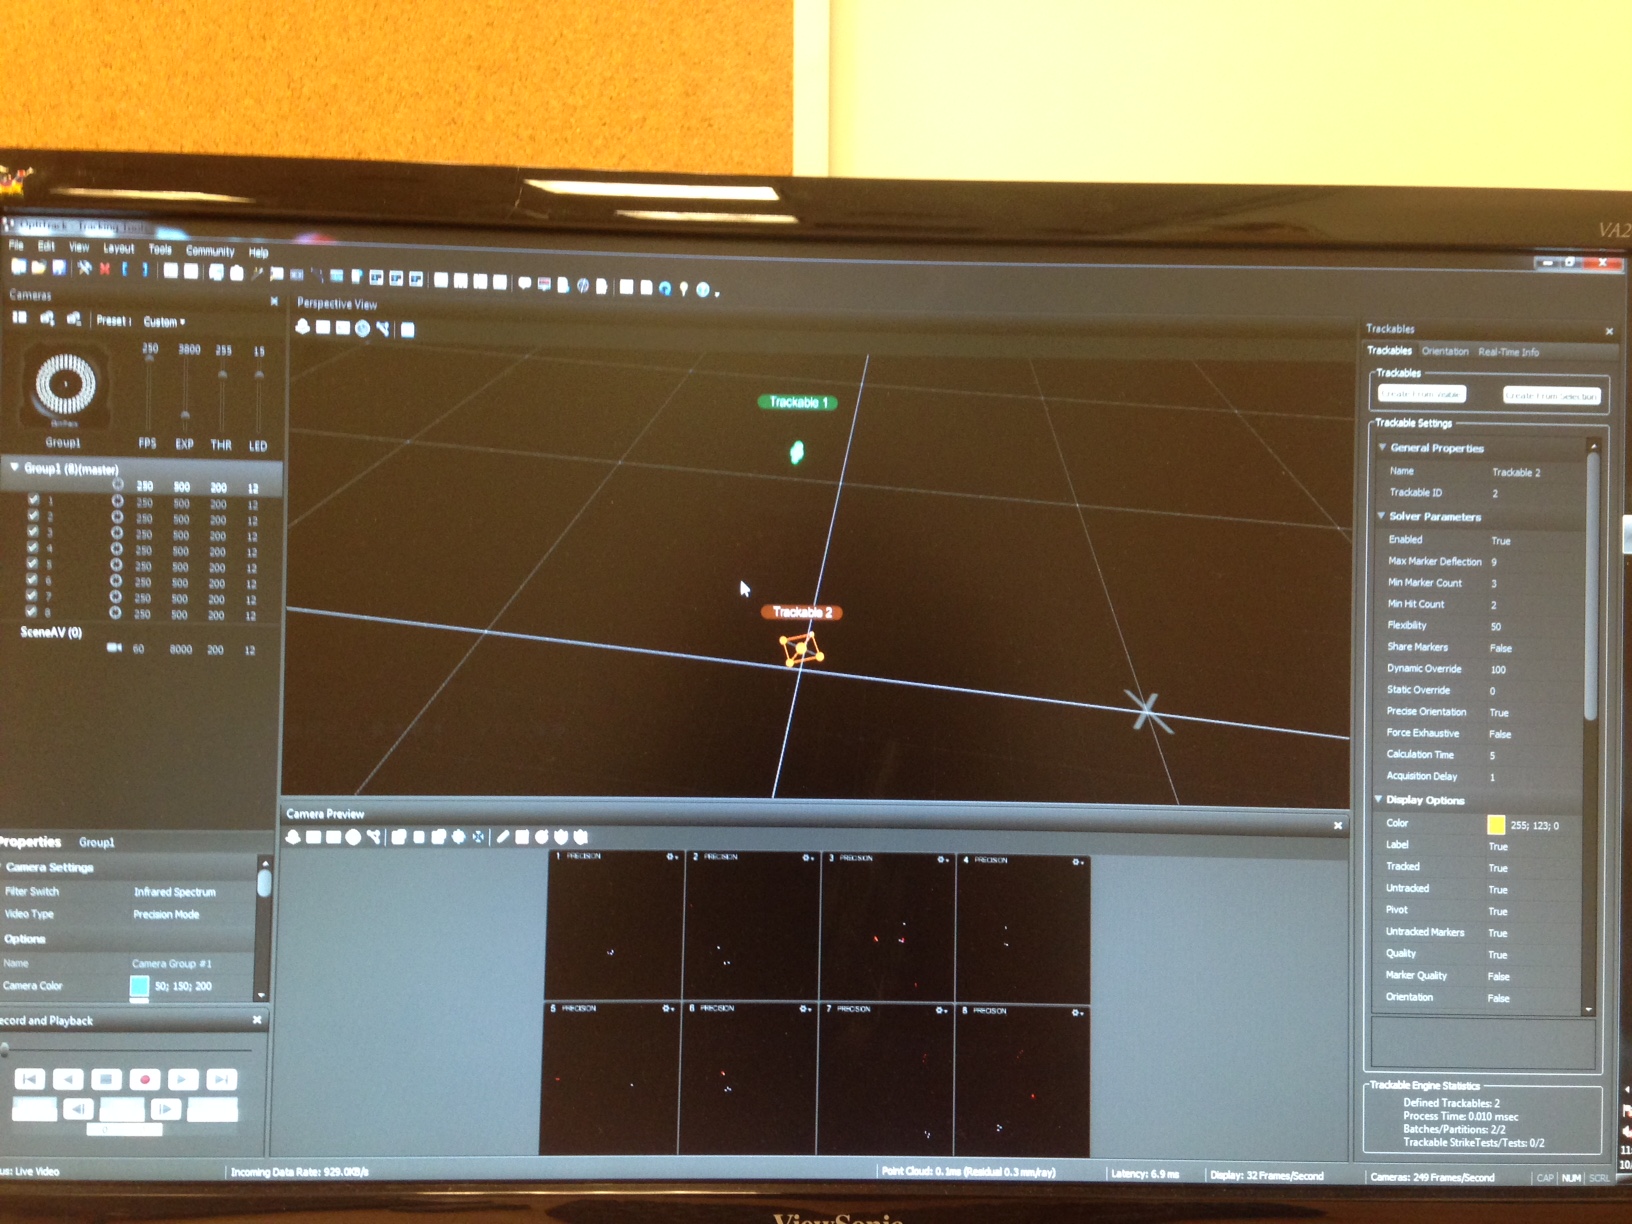 VA2
OptiTrack - Tracking Tools
File Edit View Layout Tools Community Help
Cameras
Preset: Custom
250 3800 255 15
Group1 FPS EXP THR LED
Group1 (8)(master)
250 500 200 12
1 250 500 200 12
2 250 500 200 12
3 250 500 200 12
4 250 500 200 12
5 250 500 200 12
6 250 500 200 12
7 250 500 200 12
8 250 500 200 12
SceneAV (0)
60 8000 200 12
Properties Group1
Camera Settings
Filter Switch Infrared Spectrum
Video Type Precision Mode
Options
Name Camera Group #1
Camera Color 50; 150; 200
ecord and Playback
Perspective View
Trackable 1
Trackable 2
X
Camera Preview
1 PRECISION
2 PRECISION
3 PRECISION
4 PRECISION
5 PRECISION
6 PRECISION
7 PRECISION
8 PRECISION
Trackables
Trackables Orientation Real-Time Info
Trackables
Create From Visible Create From Selection
Trackable Settings
General Properties
Name Trackable 2
Trackable ID 2
Solver Parameters
Enabled True
Max Marker Deflection 9
Min Marker Count 3
Min Hit Count 2
Flexibility 50
Share Markers False
Dynamic Override 100
Static Override 0
Precise Orientation True
Force Exhaustive False
Calculation Time 5
Acquisition Delay 1
Display Options
Color 255; 123; 0
Label True
Tracked True
Untracked True
Pivot True
Untracked Markers True
Quality True
Marker Quality False
Orientation False
Trackable Engine Statistics
Defined Trackables: 2
Process Time: 0.010 msec
Batches/Partitions: 2/2
Trackable StrikeTests/Tests: 0/2
us: Live Video Incoming Data Rate: 929.0KB/s Point Cloud: 0.1ms (Residual 0.3 mm/ray) Latency: 6.9 ms Display: 32 Frames/Second Cameras: 249 Frames/Second CAP NUM SCRL
ViewSonic